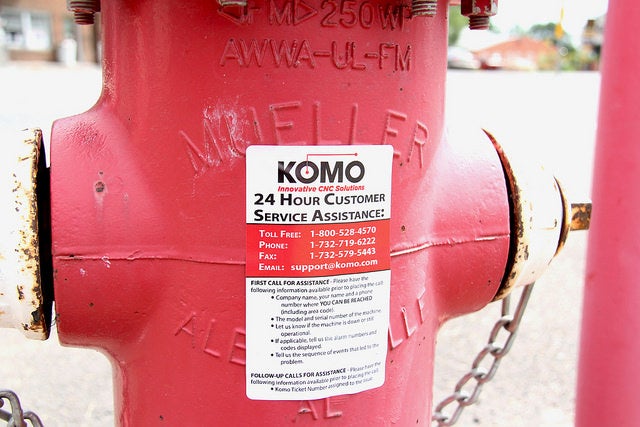 <FM> 250 WP
AWWA-UL-FM
MUELLER
KOMO
Innovative CNC Solutions
24 HOUR CUSTOMER
SERVICE ASSISTANCE:
TOLL FREE: 1-800-528-4570
PHONE: 1-732-719-6222
FAX: 1-732-579-5443
EMAIL: support@komo.com
FIRST CALL FOR ASSISTANCE - Please have the
following information available prior to placing the call:
• Company name, your name and a phone
number where YOU CAN BE REACHED
(including area code).
• The model and serial number of the machine.
• Let us know if the machine is down or still
operational.
• If applicable, tell us the alarm numbers and
codes displayed.
• Tell us the sequence of events that led to the
problem.
FOLLOW-UP CALLS FOR ASSISTANCE - Please have the
following information available prior to placing the call:
• Komo Ticket Number assigned to the issue
AL